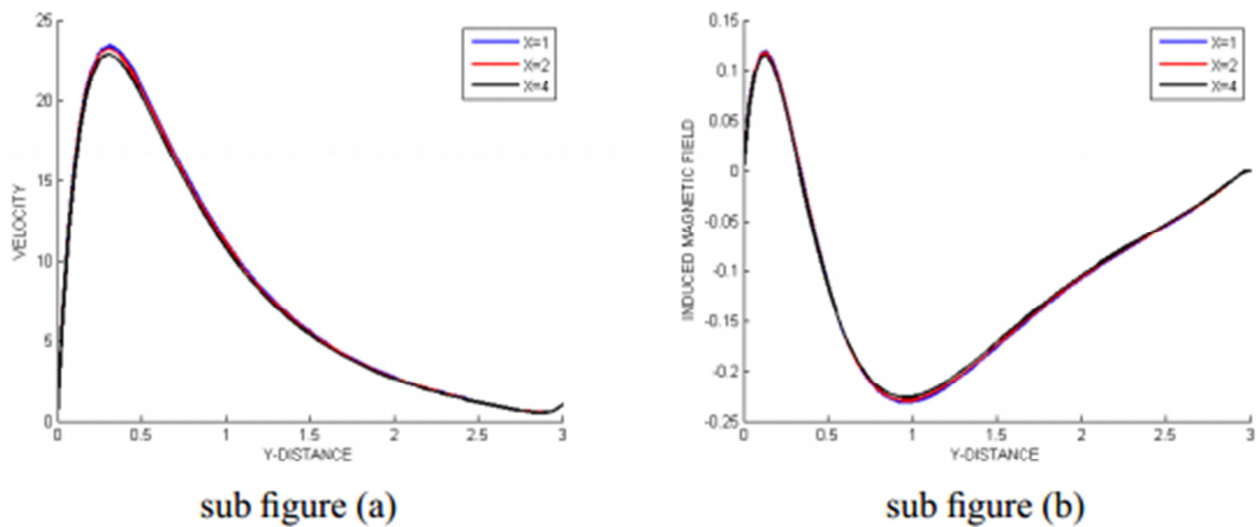 25
20
15
10
5
0
VELOCITY
X=1
X=2
X=4
0 0.5 1 1.5 2 2.5 3
Y-DISTANCE
sub figure (a)
0.15
0.1
0.05
0
-0.05
-0.1
-0.15
-0.2
-0.25
INDUCED MAGNETIC FIELD
X=1
X=2
X=4
0 0.5 1 1.5 2 2.5 3
Y-DISTANCE
sub figure (b)